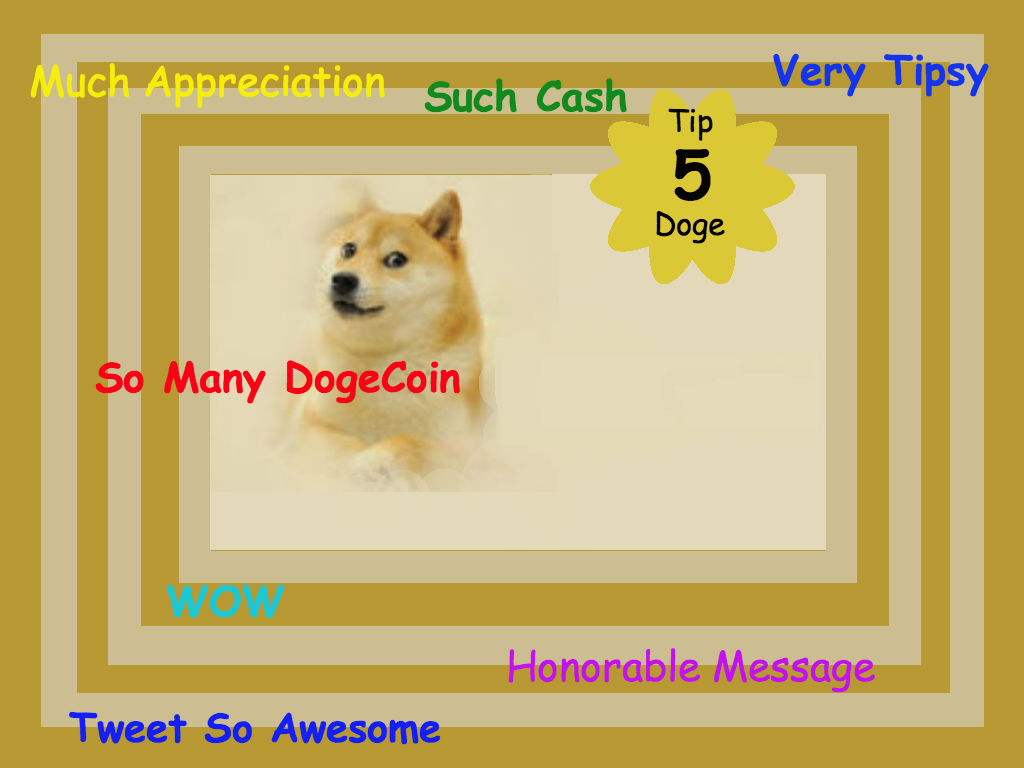 Much Appreciation
Such Cash
Very Tipsy
Tip
5
Doge
So Many DogeCoin
WOW
Honorable Message
Tweet So Awesome